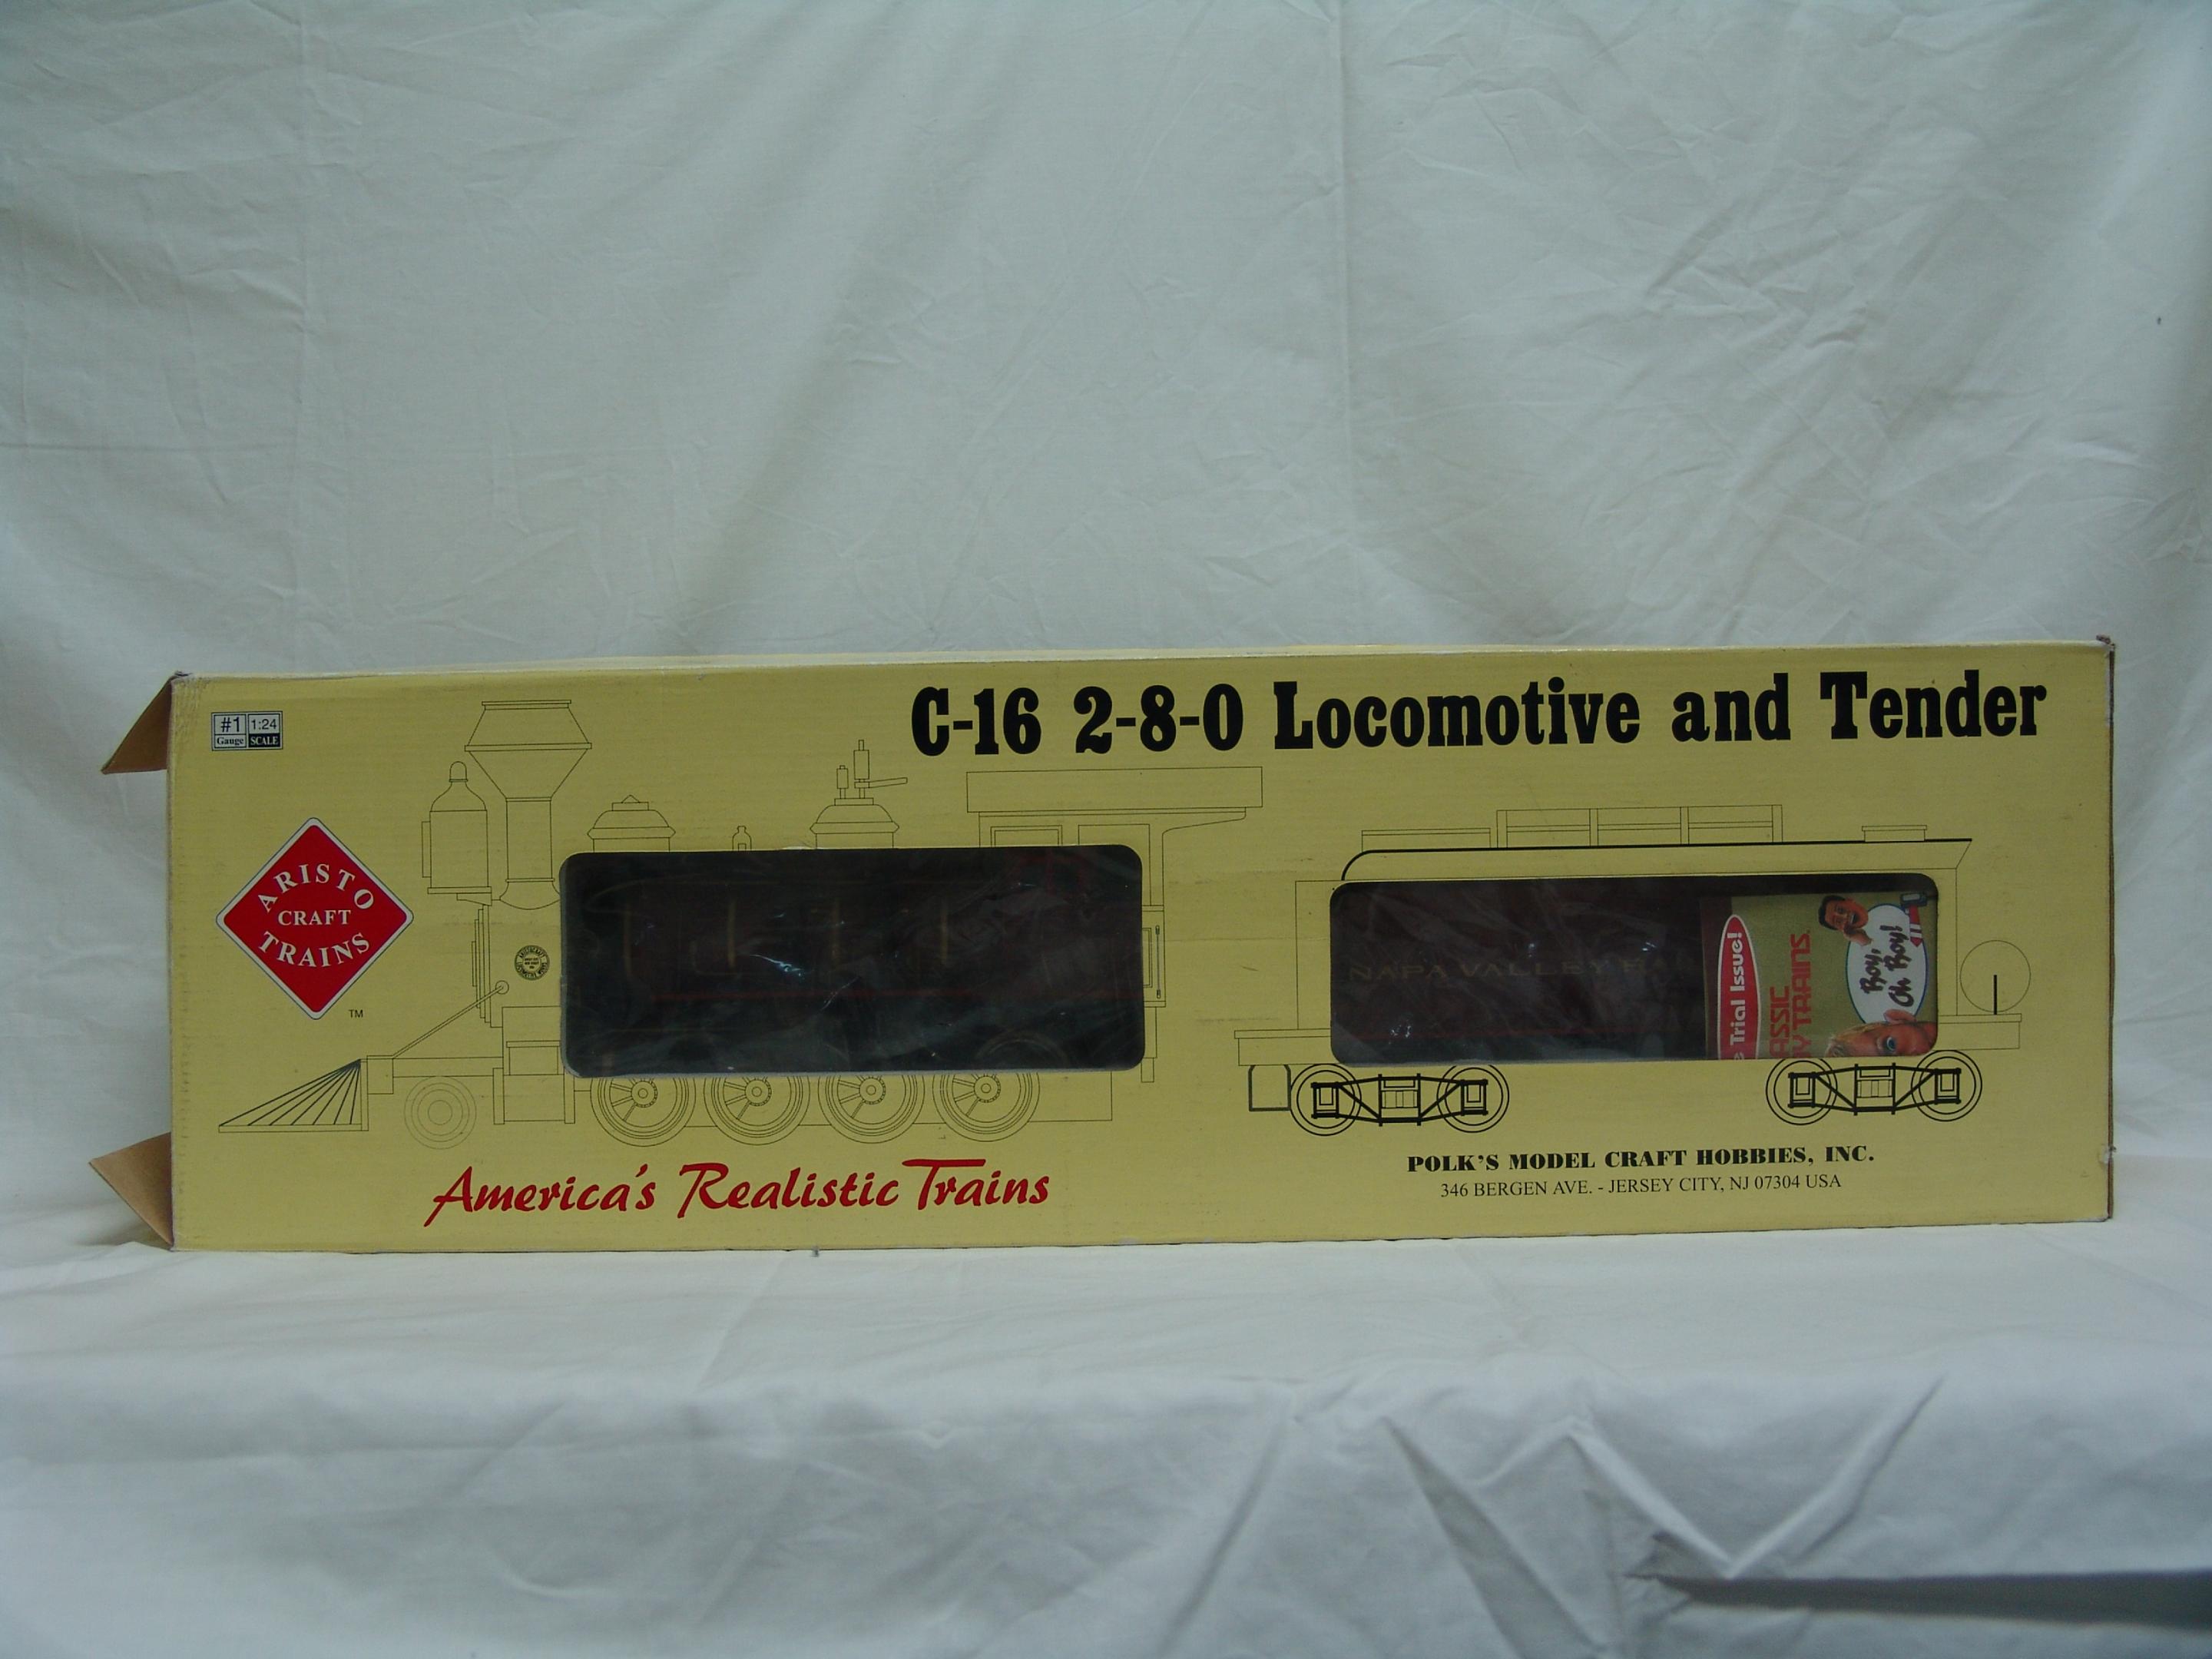 C-16 2-8-0 Locomotive and Tender
#1 1:24
Gauge SCALE
ARISTO
CRAFT
TRAINS
TM
NAPA VALLEY
Trial Issue!
TRAINS
Boy,
Oh Boy!
America's Realistic Trains
POLK'S MODEL CRAFT HOBBIES, INC.
346 BERGEN AVE. - JERSEY CITY, NJ 07304 USA